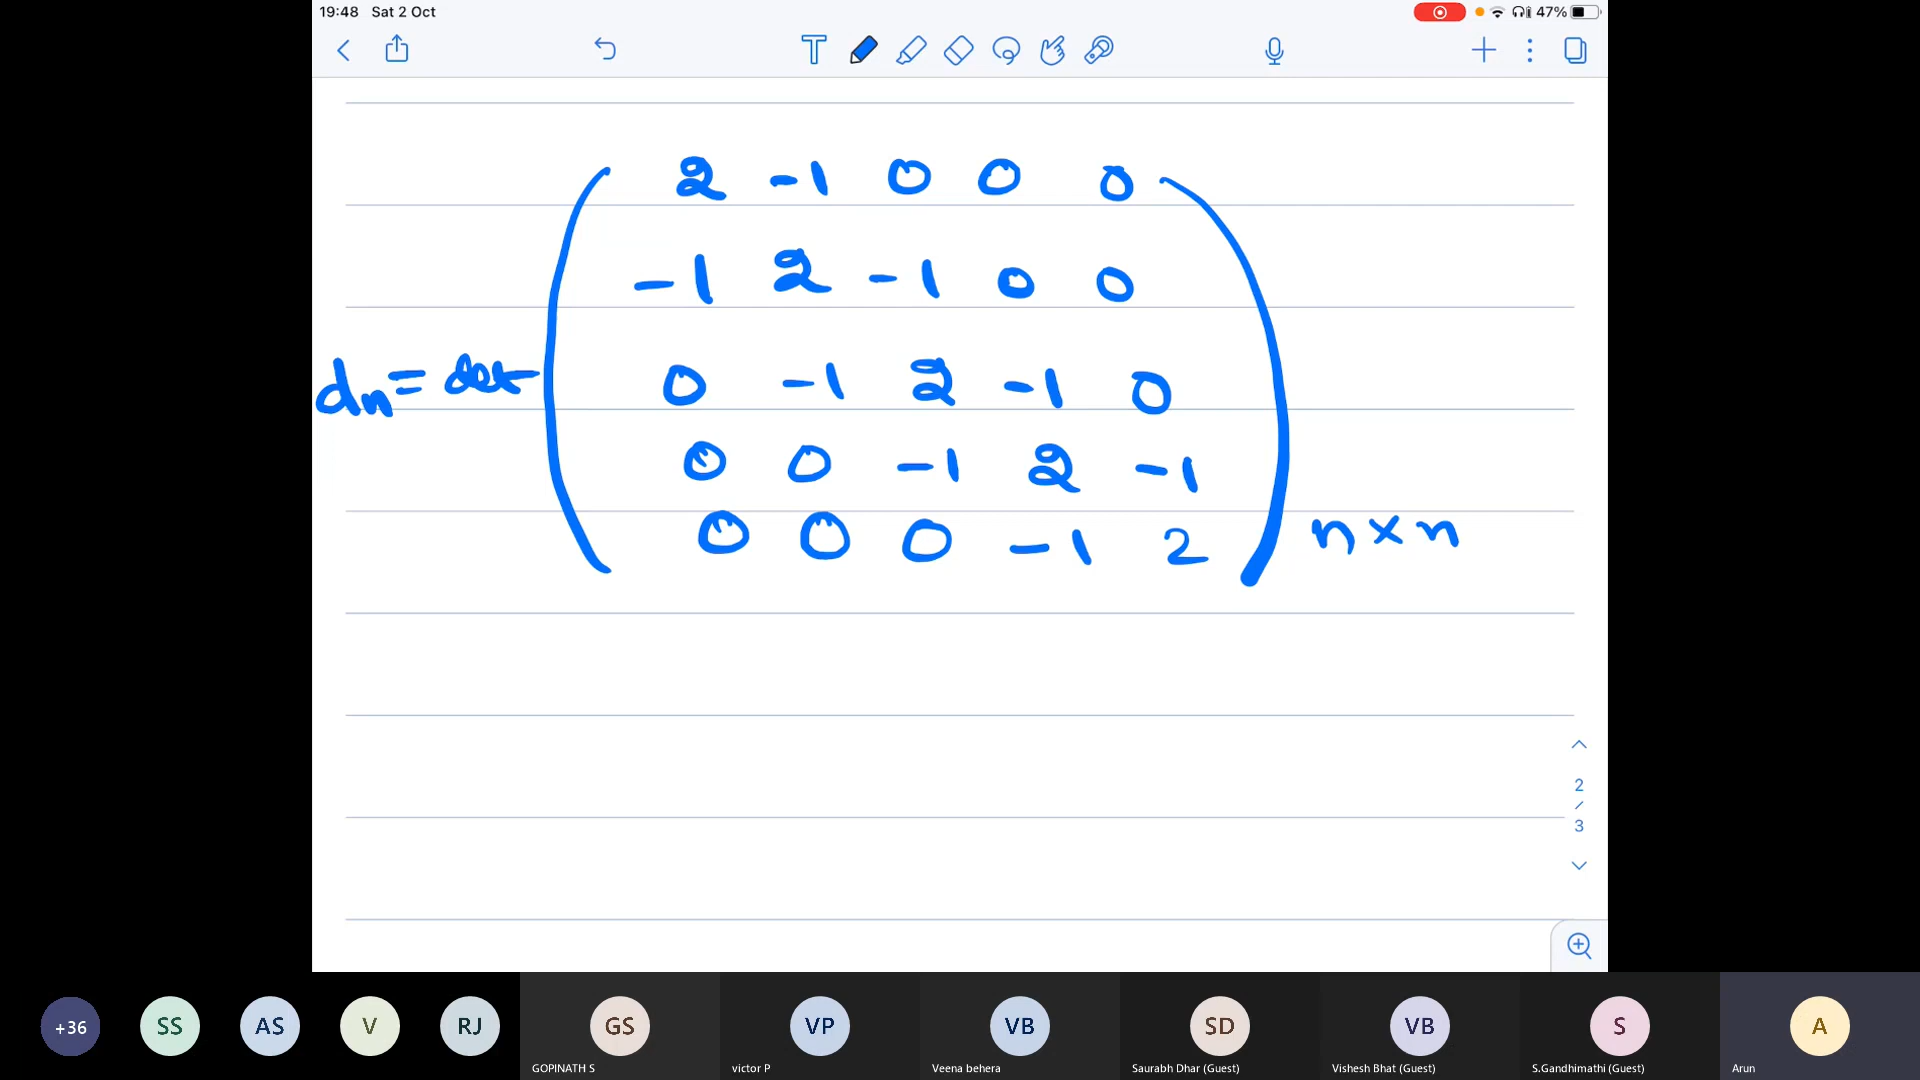 19:48 Sat 2 Oct
47%
T
2 -1 0 0 0
-1 2 -1 0 0
dn = det
0 -1 2 -1 0
0 0 -1 2 -1
0 0 0 -1 2
n×n
2
/
3
+36 SS AS V RJ GS VP VB SD VB S A
GOPINATH S victor P Veena behera Saurabh Dhar (Guest) Vishesh Bhat (Guest) S.Gandhimathi (Guest) Arun